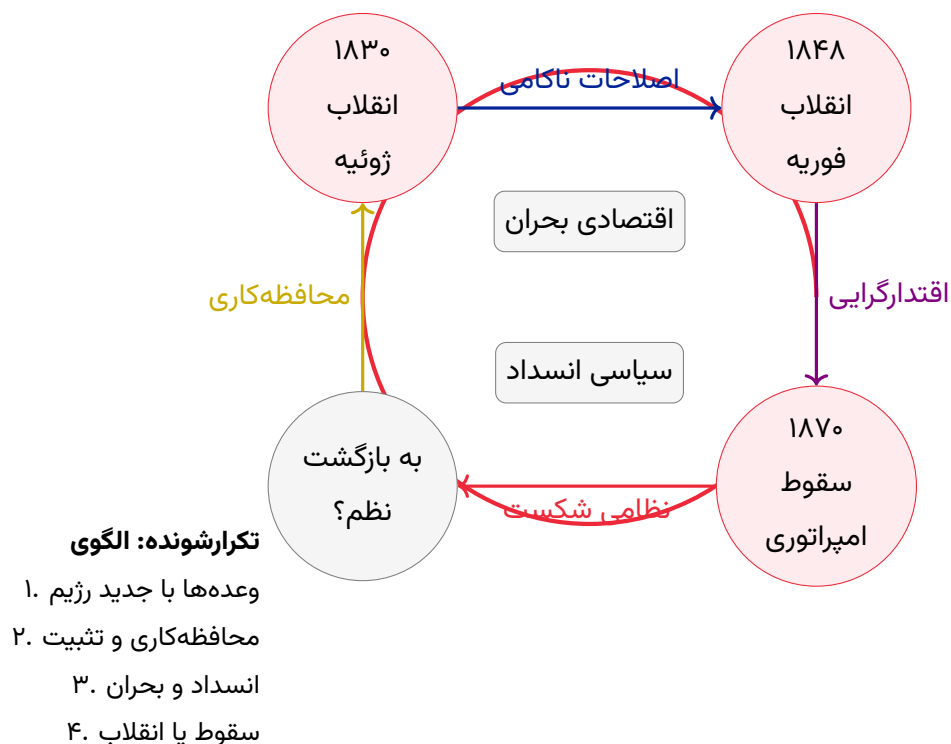 ۱۸۳۰
انقلاب
ژوئیه
اصلاحات ناکامی
۱۸۴۸
انقلاب
فوریه
اقتصادی بحران
محافظه‌کاری
اقتدارگرایی
سیاسی انسداد
۱۸۷۰
سقوط
امپراتوری
نظامی شکست
به بازگشت
نظم؟
تکرارشونده: الگوی
وعده‌ها با جدید رژیم .۱
محافظه‌کاری و تثبیت .۲
انسداد و بحران .۳
سقوط یا انقلاب .۴